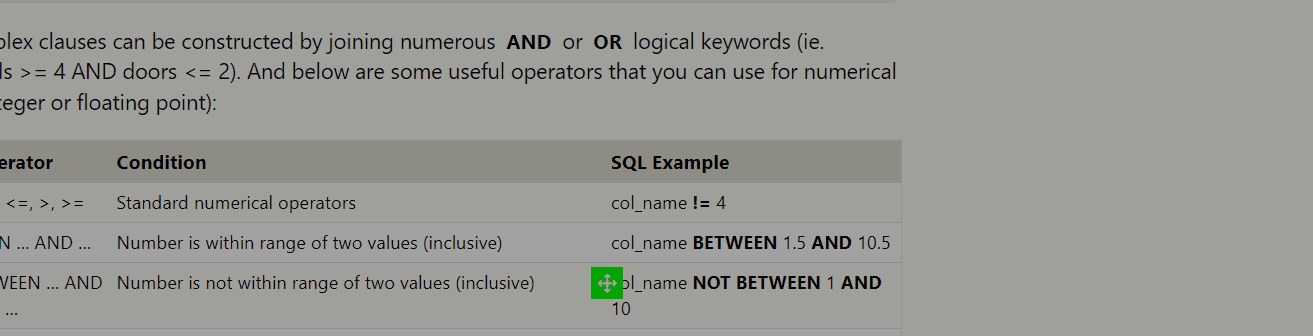 plex clauses can be constructed by joining numerous AND or OR logical keywords (ie.
ls >= 4 AND doors <= 2). And below are some useful operators that you can use for numerical
teger or floating point):
erator Condition SQL Example
<=, >, >= Standard numerical operators col_name != 4
N … AND … Number is within range of two values (inclusive) col_name BETWEEN 1.5 AND 10.5
WEEN … AND Number is not within range of two values (inclusive) ol_name NOT BETWEEN 1 AND
… 10